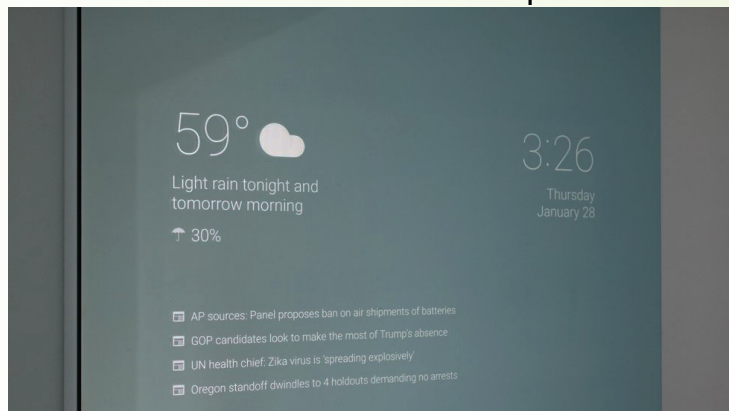 59°
Light rain tonight and
tomorrow morning
30%
3:26
Thursday
January 28
AP sources: Panel proposes ban on air shipments of batteries
GOP candidates look to make the most of Trump's absence
UN health chief: Zika virus is 'spreading explosively'
Oregon standoff dwindles to 4 holdouts demanding no arrests